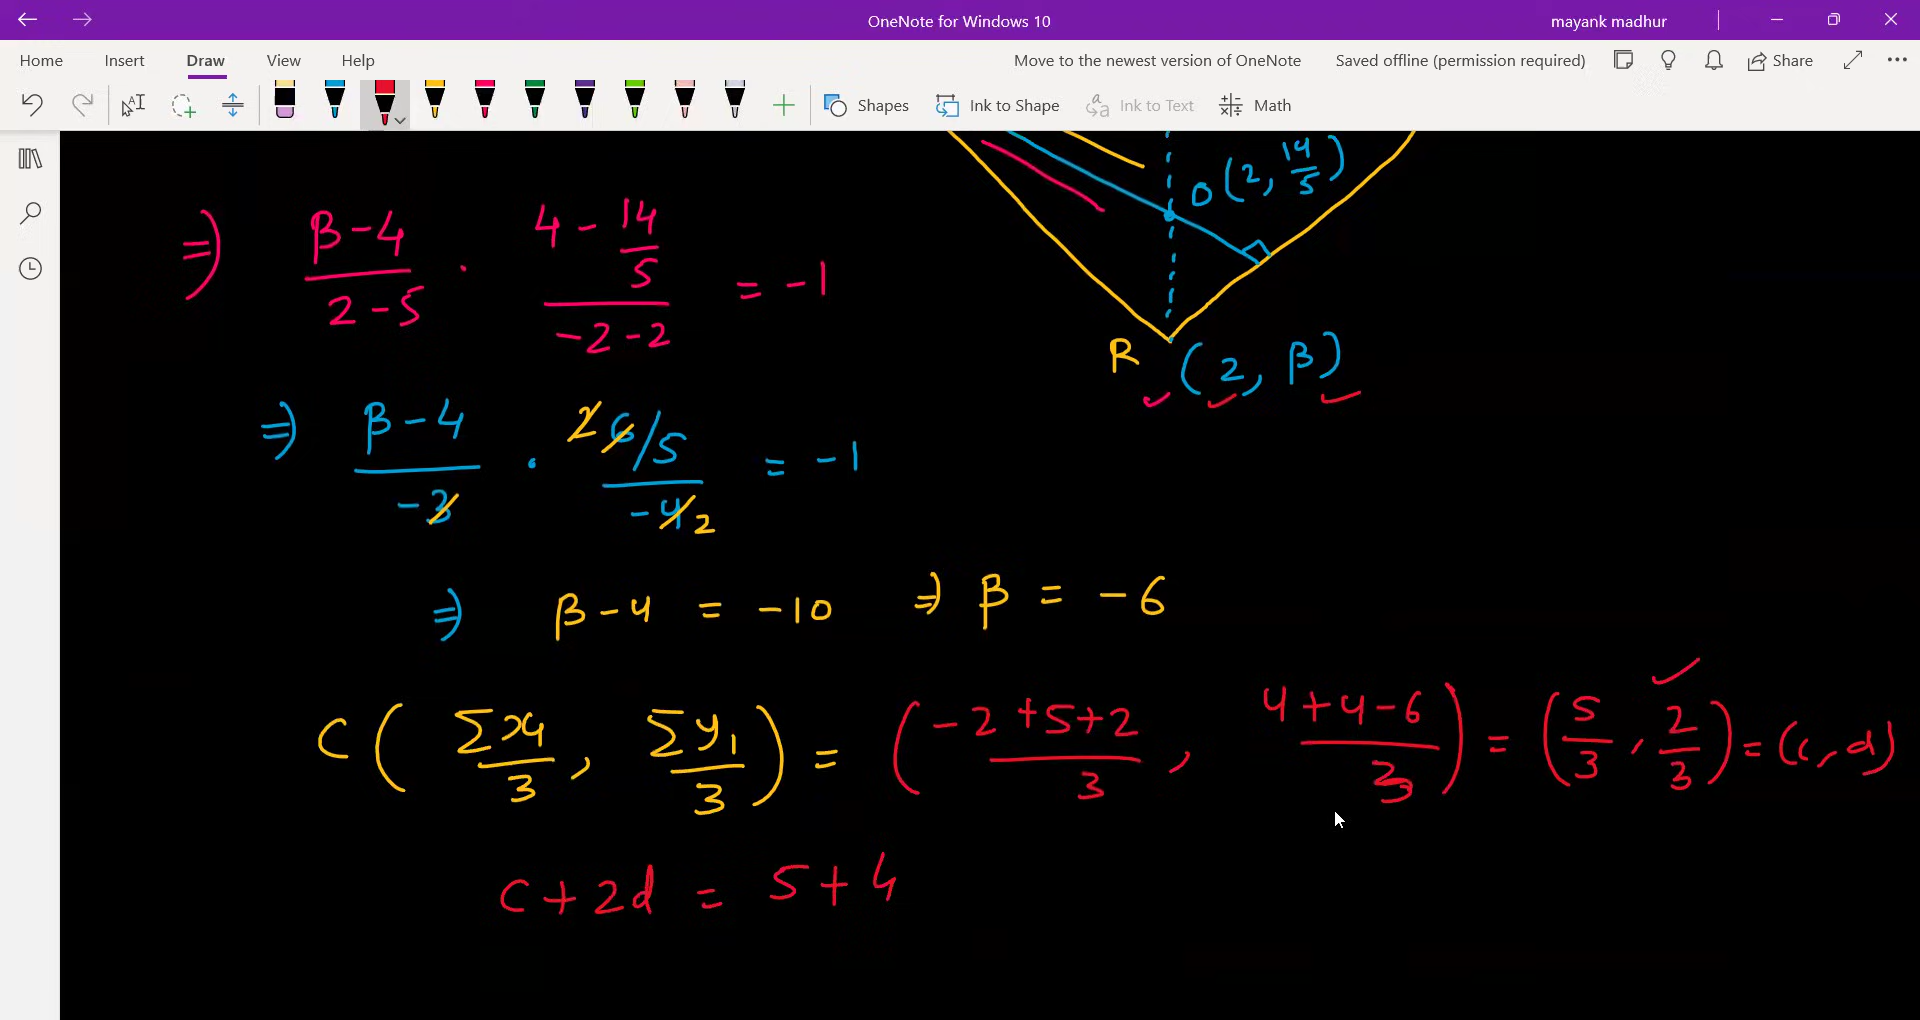 OneNote for Windows 10
mayank madhur
Home Insert Draw View Help
Move to the newest version of OneNote Saved offline (permission required) Share
Shapes Ink to Shape Ink to Text Math
O (2, 14/5)
⇒ (β-4)/(2-5) · (4 - 14/5)/(-2-2) = -1
R (2, β)
⇒ (β-4)/(-3) · 2 6/5/(-4 2) = -1
⇒ β-4 = -10 ⇒ β = -6
C (Σx₁/3, Σy₁/3) = ((-2+5+2)/3, (4+4-6)/3) = (5/3, 2/3) = (c, d)
c + 2d = 5+4